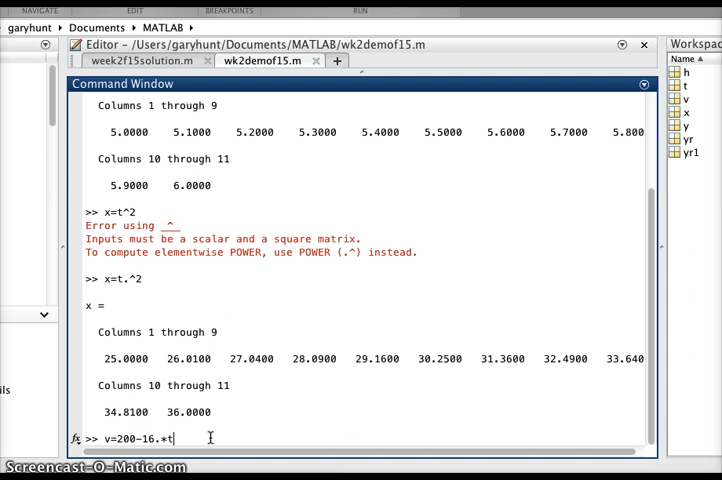 NAVIGATE EDIT BREAKPOINTS RUN
garyhunt ▸ Documents ▸ MATLAB ▸
Editor – /Users/garyhunt/Documents/MATLAB/wk2demof15.m
Workspac
week2f15solution.m × wk2demof15.m × +
Name ▲
Command Window
h
t
v
x
y
yr
yr1
Columns 1 through 9
5.0000 5.1000 5.2000 5.3000 5.4000 5.5000 5.6000 5.7000 5.800
Columns 10 through 11
5.9000 6.0000
>> x=t^2
Error using ^
Inputs must be a scalar and a square matrix.
To compute elementwise POWER, use POWER (.^) instead.
>> x=t.^2
x =
Columns 1 through 9
25.0000 26.0100 27.0400 28.0900 29.1600 30.2500 31.3600 32.4900 33.640
Columns 10 through 11
34.8100 36.0000
ils
fx >> v=200-16.*t
Screencast-O-Matic.com